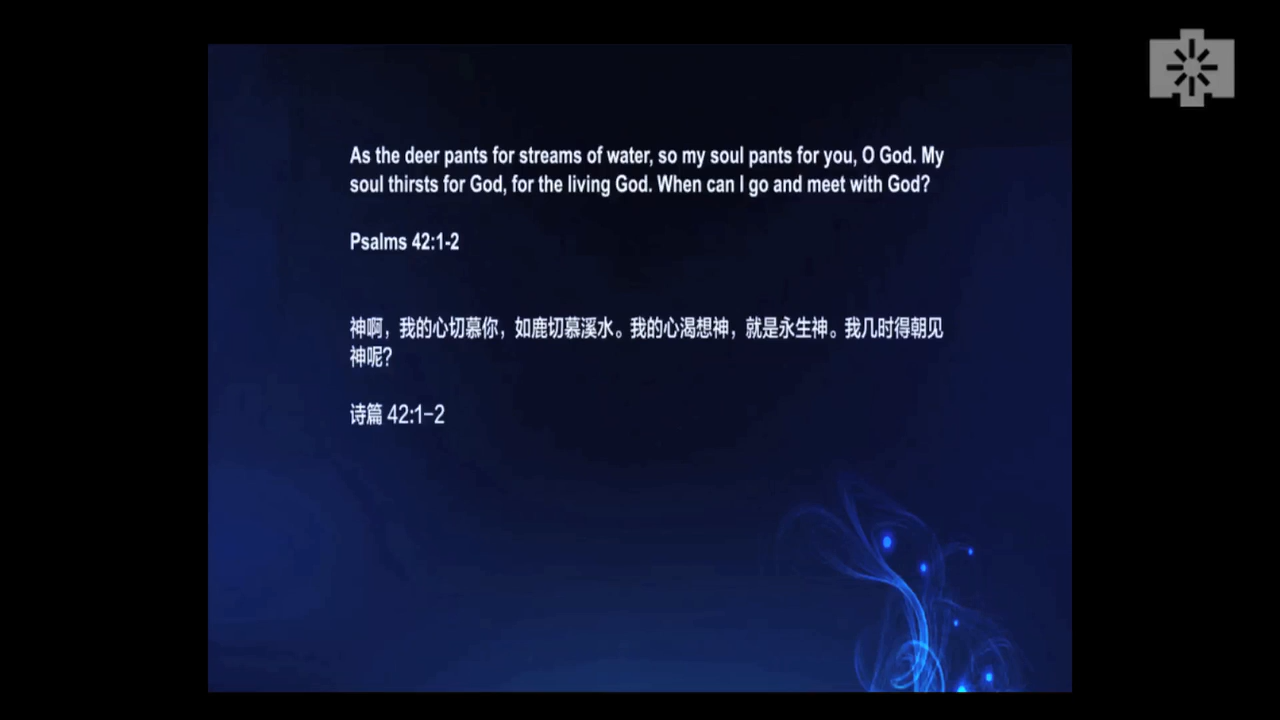 As the deer pants for streams of water, so my soul pants for you, O God. My
soul thirsts for God, for the living God. When can I go and meet with God?
Psalms 42:1-2
神啊，我的心切慕你，如鹿切慕溪水。我的心渴想神，就是永生神。我几时得朝见
神呢？
诗篇 42:1-2